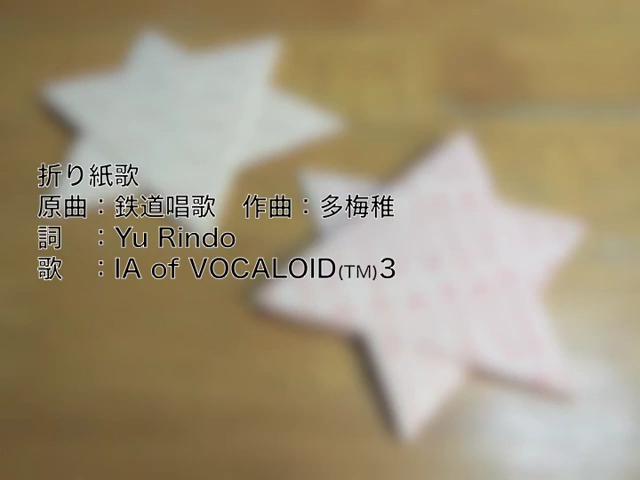 折り紙歌
原曲：鉄道唱歌　作曲：多梅稚
詞　：Yu Rindo
歌　：IA of VOCALOID(TM)3